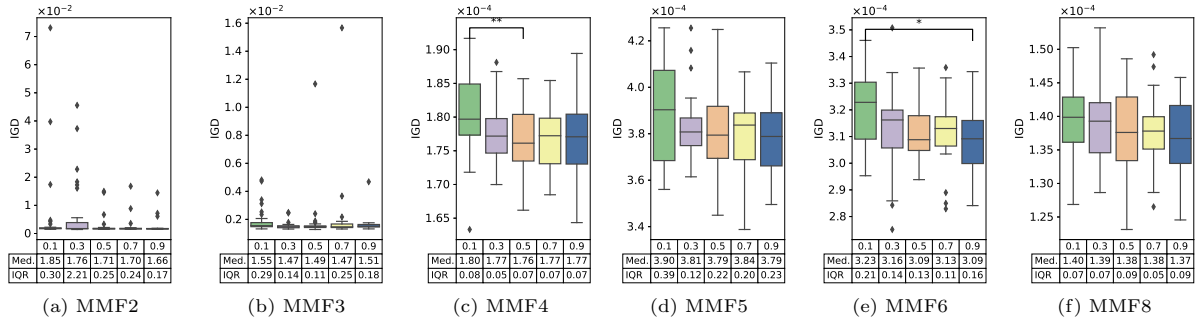 ×10⁻²
IGD
7
6
5
4
3
2
1
0
0.1 0.3 0.5 0.7 0.9
Med. 1.85 1.76 1.71 1.70 1.66
IQR 0.30 2.21 0.25 0.24 0.17
(a) MMF2
×10⁻²
IGD
1.6
1.4
1.2
1.0
0.8
0.6
0.4
0.2
0.1 0.3 0.5 0.7 0.9
1.55 1.47 1.49 1.47 1.51
0.29 0.14 0.11 0.25 0.18
(b) MMF3
×10⁻⁴
**
IGD
1.90
1.85
1.80
1.75
1.70
1.65
0.1 0.3 0.5 0.7 0.9
Med. 1.80 1.77 1.76 1.77 1.77
IQR 0.08 0.05 0.07 0.07 0.07
(c) MMF4
×10⁻⁴
IGD
4.2
4.0
3.8
3.6
3.4
0.1 0.3 0.5 0.7 0.9
3.90 3.81 3.79 3.84 3.79
0.39 0.12 0.22 0.20 0.23
(d) MMF5
×10⁻⁴
*
IGD
3.5
3.4
3.3
3.2
3.1
3.0
2.9
2.8
0.1 0.3 0.5 0.7 0.9
Med. 3.23 3.16 3.09 3.13 3.09
IQR 0.21 0.14 0.13 0.11 0.16
(e) MMF6
×10⁻⁴
IGD
1.50
1.45
1.40
1.35
1.30
1.25
0.1 0.3 0.5 0.7 0.9
1.40 1.39 1.38 1.38 1.37
0.07 0.07 0.09 0.05 0.09
(f) MMF8